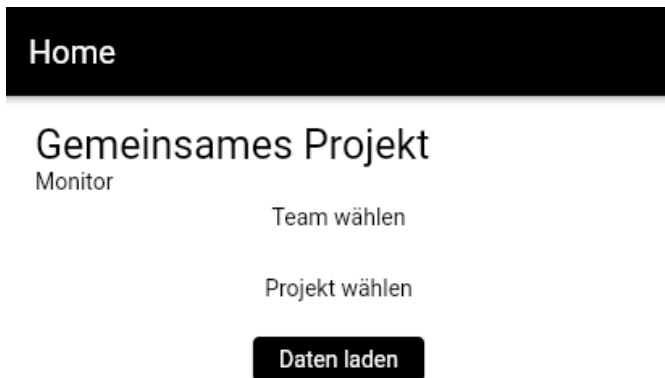 Home
Gemeinsames Projekt
Monitor
Team wählen
Projekt wählen
Daten laden